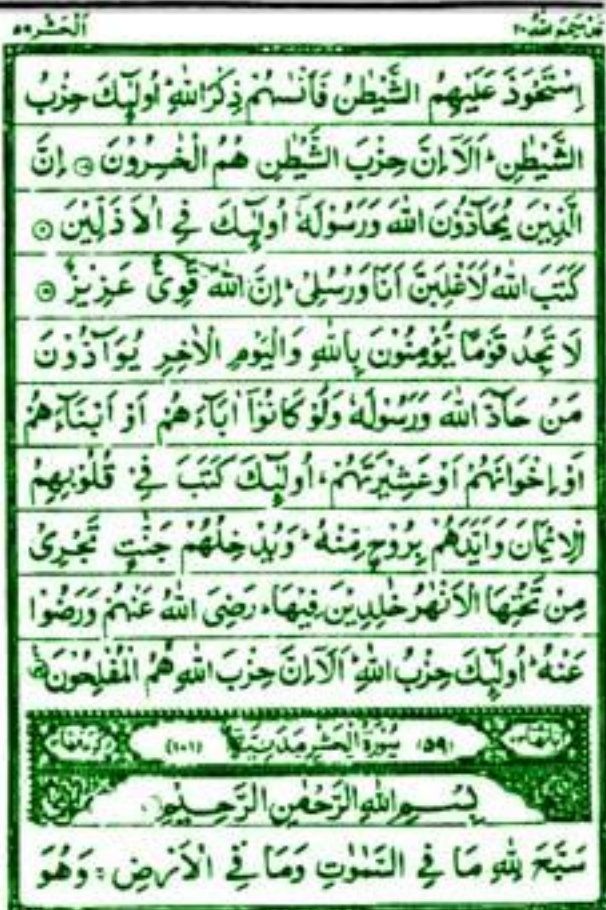 قد سمع الله ٢٨ الحشر ٥٩
اِسْتَحْوَذَ عَلَيْهِمُ الشَّيْطٰنُ فَاَنْسٰىهُمْ ذِكْرَ اللّٰهِ ؕ اُولٰٓئِكَ حِزْبُ
الشَّيْطٰنِ ؕ اَلَاۤ اِنَّ حِزْبَ الشَّيْطٰنِ هُمُ الْخٰسِرُوْنَ ۝ اِنَّ
الَّذِيْنَ يُحَآدُّوْنَ اللّٰهَ وَرَسُوْلَهٗۤ اُولٰٓئِكَ فِى الْاَذَلِّيْنَ ۝
كَتَبَ اللّٰهُ لَاَغْلِبَنَّ اَنَا وَرُسُلِىْ ؕ اِنَّ اللّٰهَ قَوِىٌّ عَزِيْزٌ ۝
لَا تَجِدُ قَوْمًا يُّؤْمِنُوْنَ بِاللّٰهِ وَالْيَوْمِ الْاٰخِرِ يُوَآدُّوْنَ
مَنْ حَآدَّ اللّٰهَ وَرَسُوْلَهٗ وَلَوْ كَانُوْۤا اٰبَآءَهُمْ اَوْ اَبْنَآءَهُمْ
اَوْ اِخْوَانَهُمْ اَوْ عَشِيْرَتَهُمْ ؕ اُولٰٓئِكَ كَتَبَ فِىْ قُلُوْبِهِمُ
الْاِيْمَانَ وَاَيَّدَهُمْ بِرُوْحٍ مِّنْهُ ؕ وَيُدْخِلُهُمْ جَنّٰتٍ تَجْرِىْ
مِنْ تَحْتِهَا الْاَنْهٰرُ خٰلِدِيْنَ فِيْهَا ؕ رَضِىَ اللّٰهُ عَنْهُمْ وَرَضُوْا
عَنْهُ ؕ اُولٰٓئِكَ حِزْبُ اللّٰهِ ؕ اَلَاۤ اِنَّ حِزْبَ اللّٰهِ هُمُ الْمُفْلِحُوْنَ ۝
(٥٩) سُوْرَةُ الْحَشْرِ مَدَنِيَّةٌ (١٠١)
بِسْمِ اللّٰهِ الرَّحْمٰنِ الرَّحِيْمِ
سَبَّحَ لِلّٰهِ مَا فِى السَّمٰوٰتِ وَمَا فِى الْاَرْضِ ۚ وَهُوَ